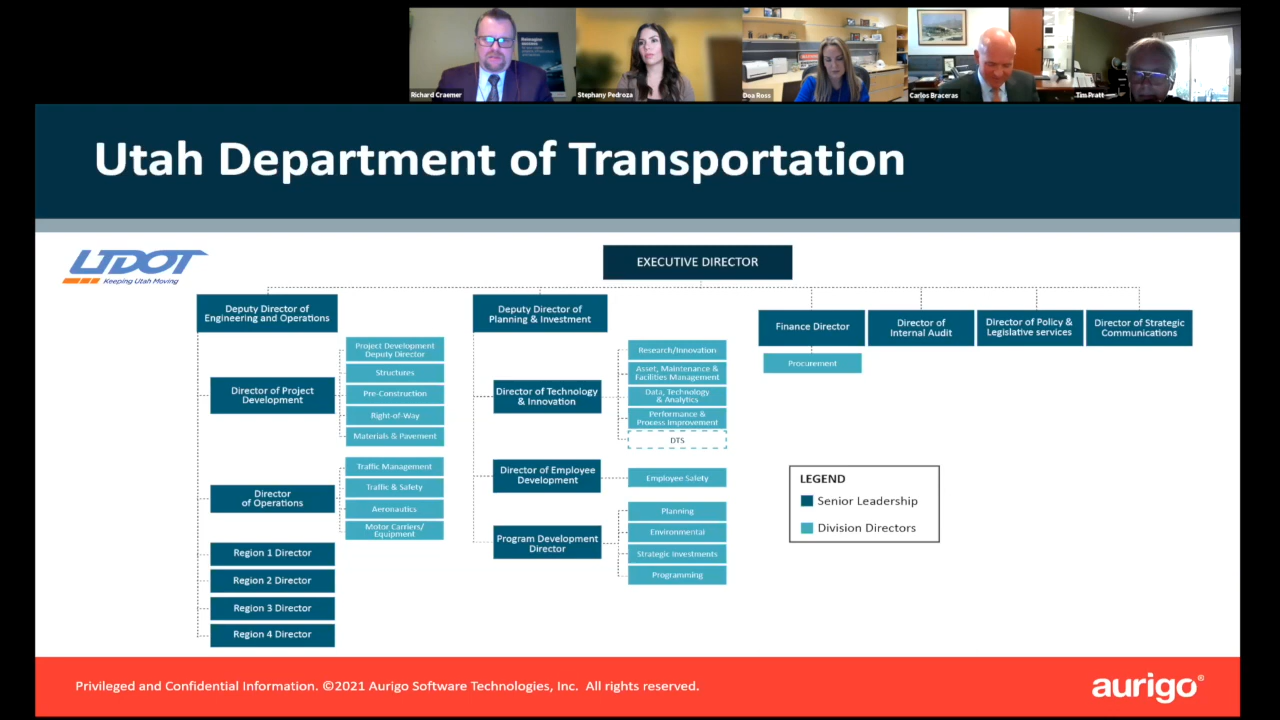 Richard Craemer
Stephany Pedroza
Dea Ross
Carlos Braceras
Tim Pratt
Utah Department of Transportation
UDOT
Keeping Utah Moving
EXECUTIVE DIRECTOR
Deputy Director of
Engineering and Operations
Project Development
Deputy Director
Structures
Director of Project
Development
Pre-Construction
Right-of-Way
Materials & Pavement
Traffic Management
Director
of Operations
Traffic & Safety
Aeronautics
Motor Carriers/
Equipment
Region 1 Director
Region 2 Director
Region 3 Director
Region 4 Director
Deputy Director of
Planning & Investment
Research/Innovation
Asset, Maintenance &
Facilities Management
Director of Technology
& Innovation
Data, Technology
& Analytics
Performance &
Process Improvement
DTS
Director of Employee
Development
Employee Safety
Planning
Program Development
Director
Environmental
Strategic Investments
Programming
Finance Director
Procurement
Director of
Internal Audit
Director of Policy &
Legislative services
Director of Strategic
Communications
LEGEND
Senior Leadership
Division Directors
Privileged and Confidential Information. ©2021 Aurigo Software Technologies, Inc. All rights reserved.
aurigo®